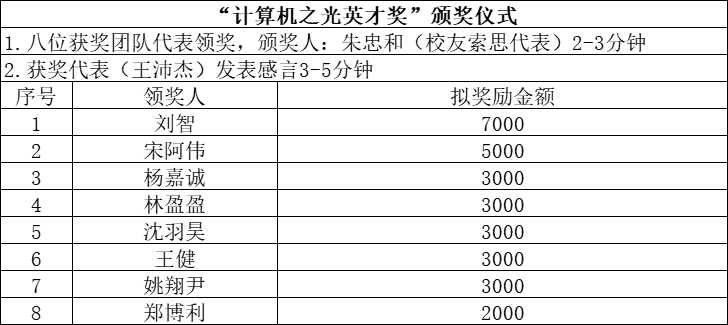 “计算机之光英才奖”颁奖仪式
1.八位获奖团队代表领奖，颁奖人：朱忠和（校友索思代表）2-3分钟
2.获奖代表（王沛杰）发表感言3-5分钟
序号 领奖人 拟奖励金额
1 刘智 7000
2 宋阿伟 5000
3 杨嘉诚 3000
4 林盈盈 3000
5 沈羽昊 3000
6 王健 3000
7 姚翔尹 3000
8 郑博利 2000